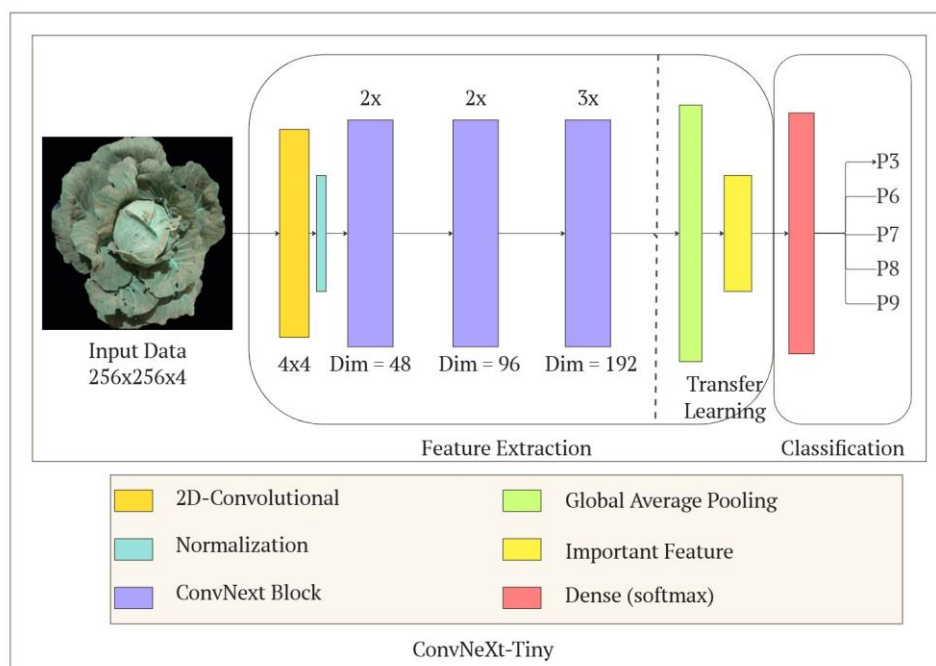 2x
2x
3x
P3
P6
P7
P8
P9
Input Data
256x256x4
4x4
Dim = 48
Dim = 96
Dim = 192
Transfer
Learning
Feature Extraction
Classification
2D-Convolutional
Global Average Pooling
Normalization
Important Feature
ConvNext Block
Dense (softmax)
ConvNeXt-Tiny